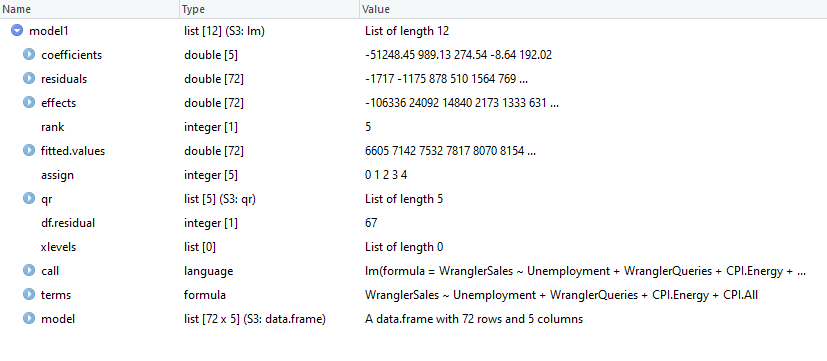 Name Type Value
model1 list [12] (S3: lm) List of length 12
coefficients double [5] -51248.45 989.13 274.54 -8.64 192.02
residuals double [72] -1717 -1175 878 510 1564 769 ...
effects double [72] -106336 24092 14840 2173 1333 631 ...
rank integer [1] 5
fitted.values double [72] 6605 7142 7532 7817 8070 8154 ...
assign integer [5] 0 1 2 3 4
qr list [5] (S3: qr) List of length 5
df.residual integer [1] 67
xlevels list [0] List of length 0
call language lm(formula = WranglerSales ~ Unemployment + WranglerQueries + CPI.Energy + ...
terms formula WranglerSales ~ Unemployment + WranglerQueries + CPI.Energy + CPI.All
model list [72 x 5] (S3: data.frame) A data.frame with 72 rows and 5 columns